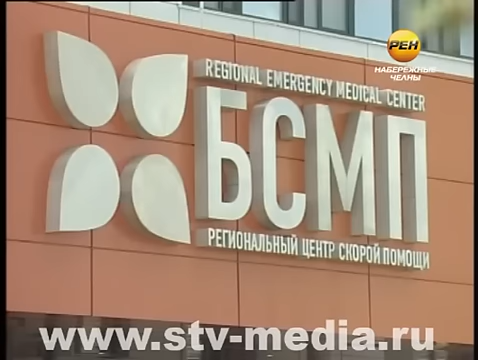 РЕН
НАБЕРЕЖНЫЕ
ЧЕЛНЫ
REGIONAL EMERGENCY MEDICAL CENTER
БСМП
РЕГИОНАЛЬНЫЙ ЦЕНТР СКОРОЙ ПОМОЩИ
www.stv-media.ru